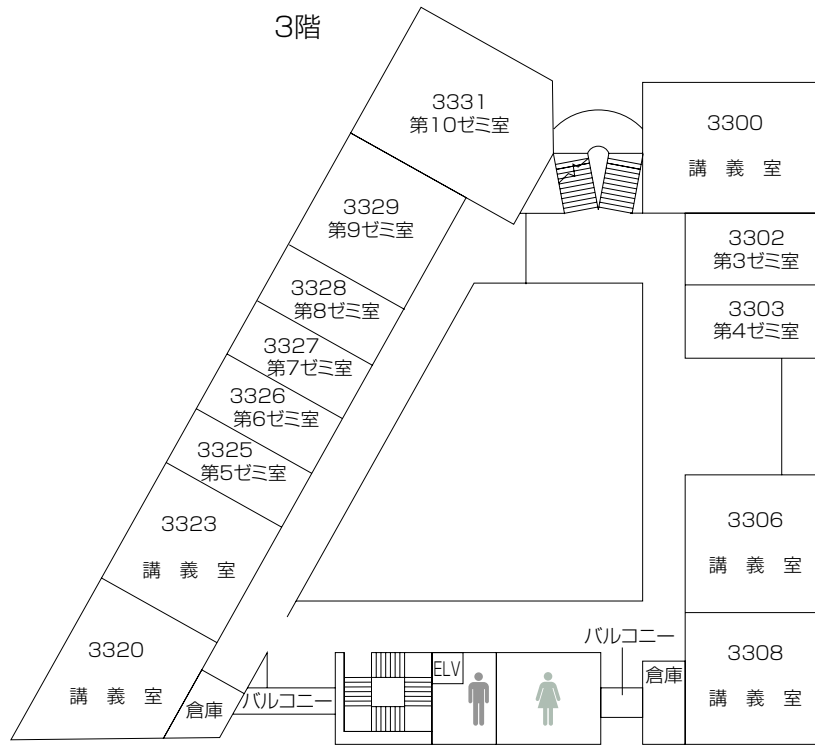 3階
3331
第10ゼミ室
3300
講義室
3329
第9ゼミ室
3302
第3ゼミ室
3328
第8ゼミ室
3303
第4ゼミ室
3327
第7ゼミ室
3326
第6ゼミ室
3325
第5ゼミ室
3323
講義室
3306
講義室
3320
講義室
バルコニー
3308
講義室
ELV
倉庫
倉庫
バルコニー